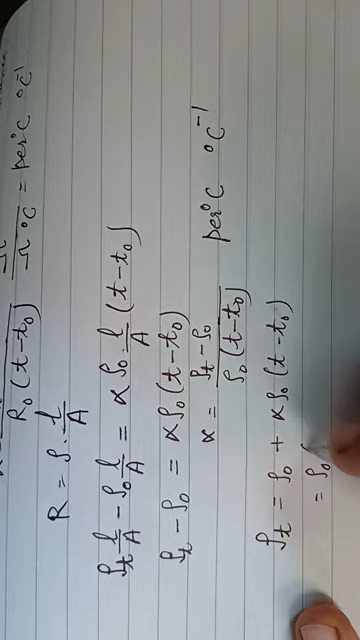 R₀(t-t₀) Ω °C = per°C °C⁻¹
R = ρ · l/A
ρt l/A - ρ₀ l/A = α ρ₀ · l/A (t-t₀)
ρt - ρ₀ = α ρ₀ (t-t₀)
α = (ρt - ρ₀)/(ρ₀(t-t₀)) per°C °C⁻¹
ρt = ρ₀ + α ρ₀ (t-t₀)
= ρ₀